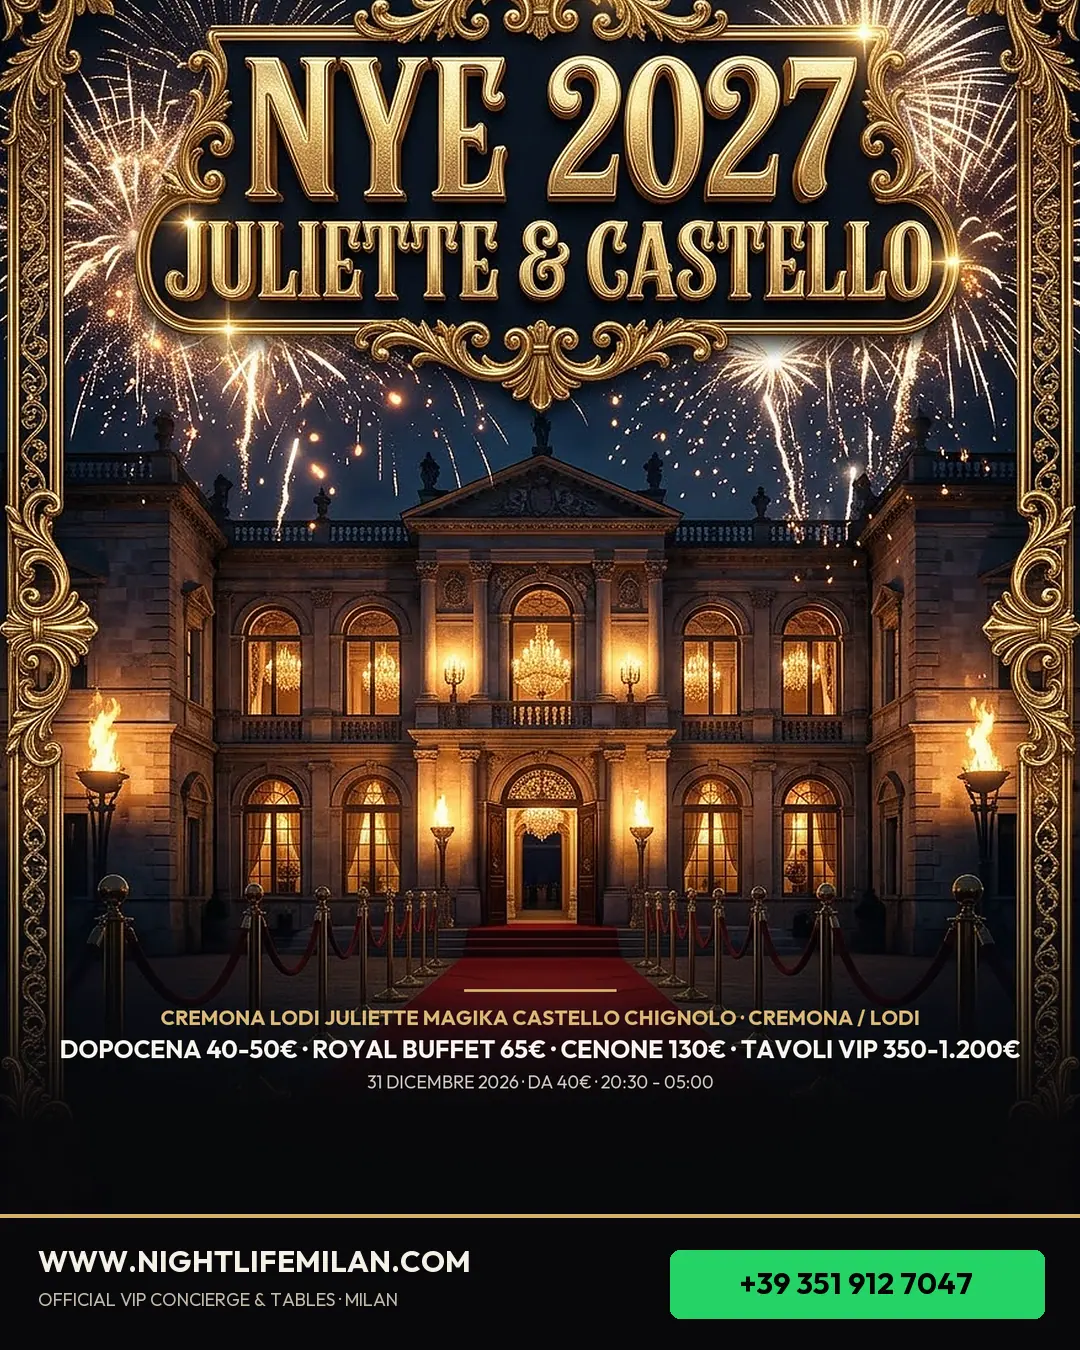 NYE 2027
JULIETTE & CASTELLO
CREMONA LODI JULIETTE MAGIKA CASTELLO CHIGNOLO · CREMONA / LODI
DOPOCENA 40-50€ · ROYAL BUFFET 65€ · CENONE 130€ · TAVOLI VIP 350-1.200€
31 DICEMBRE 2026 · DA 40€ · 20:30 - 05:00
WWW.NIGHTLIFEMILAN.COM
OFFICIAL VIP CONCIERGE & TABLES · MILAN
+39 351 912 7047